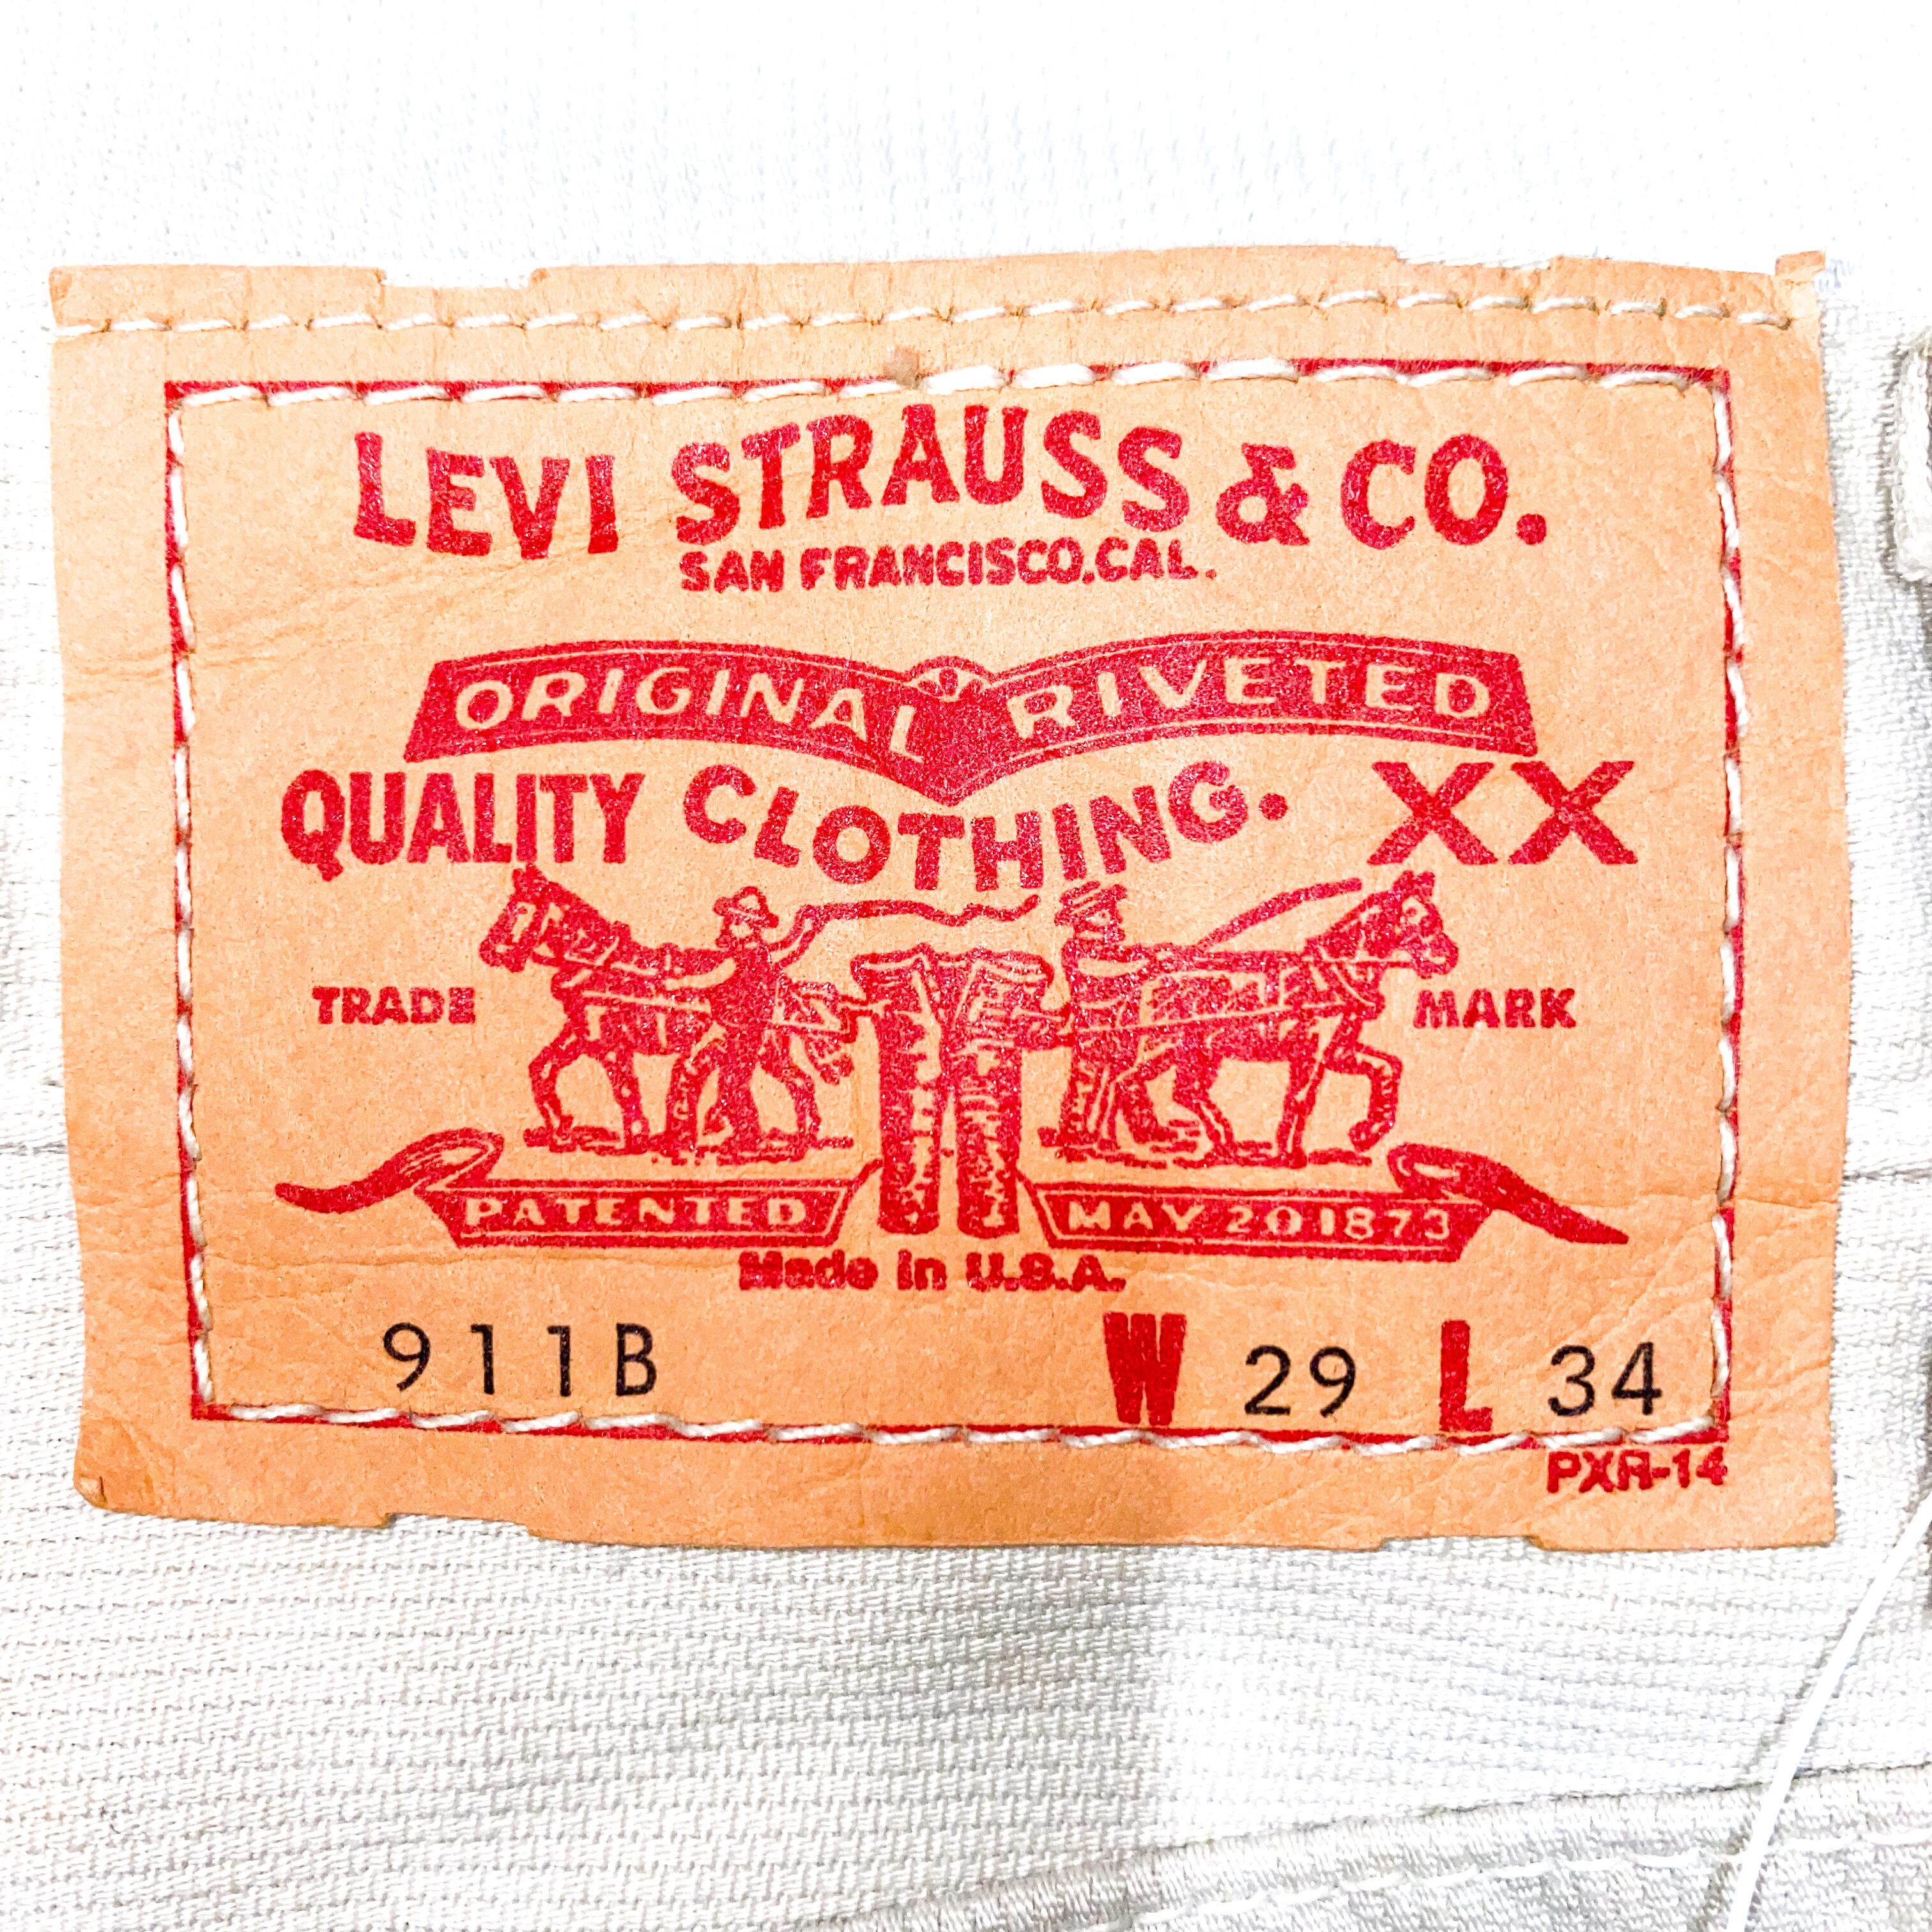 LEVI STRAUSS & CO.
SAN FRANCISCO, CAL.
ORIGINAL RIVETED
QUALITY CLOTHING. XX
TRADE MARK
PATENTED MAY 20 1873
Made in U.S.A.
911B W 29 L 34
PXR-14